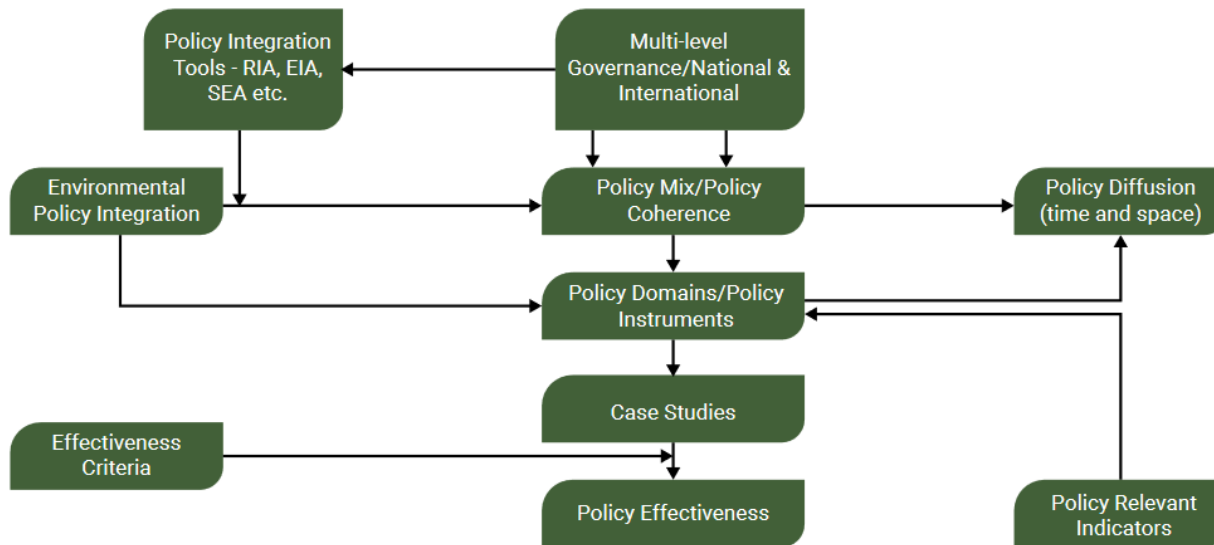 Policy Integration
Tools - RIA, EIA,
SEA etc.
Multi-level
Governance/National &
International
Environmental
Policy Integration
Policy Mix/Policy
Coherence
Policy Diffusion
(time and space)
Policy Domains/Policy
Instruments
Case Studies
Effectiveness
Criteria
Policy Effectiveness
Policy Relevant
Indicators